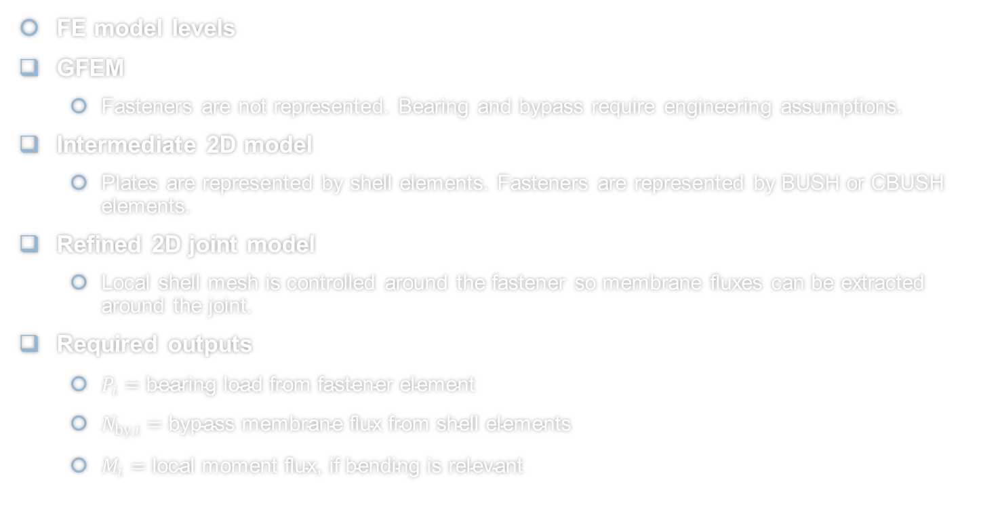 FE model levels
GFEM
Fasteners are not represented. Bearing and bypass require engineering assumptions.
Intermediate 2D model
Plates are represented by shell elements. Fasteners are represented by BUSH or CBUSH
elements.
Refined 2D joint model
Local shell mesh is controlled around the fastener so membrane fluxes can be extracted
around the joint.
Required outputs
P_i = bearing load from fastener element
N_by,i = bypass membrane flux from shell elements
M_i = local moment flux, if bending is relevant